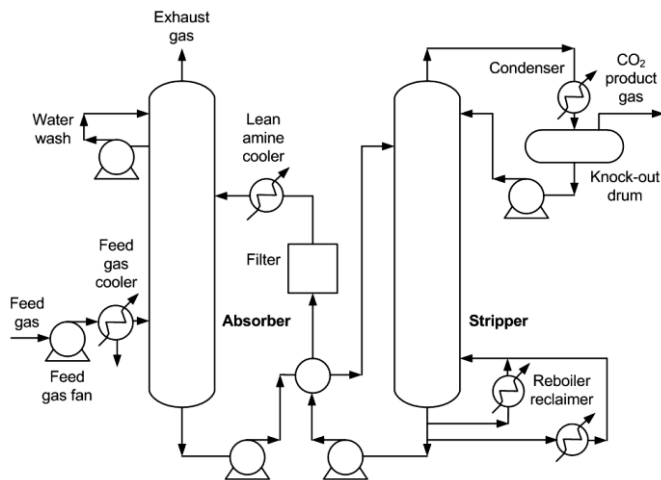 Exhaust
gas
Condenser
CO₂
product
gas
Water
wash
Lean
amine
cooler
Knock-out
drum
Feed
gas
cooler
Filter
Feed
gas
Absorber
Stripper
Feed
gas fan
Reboiler
reclaimer